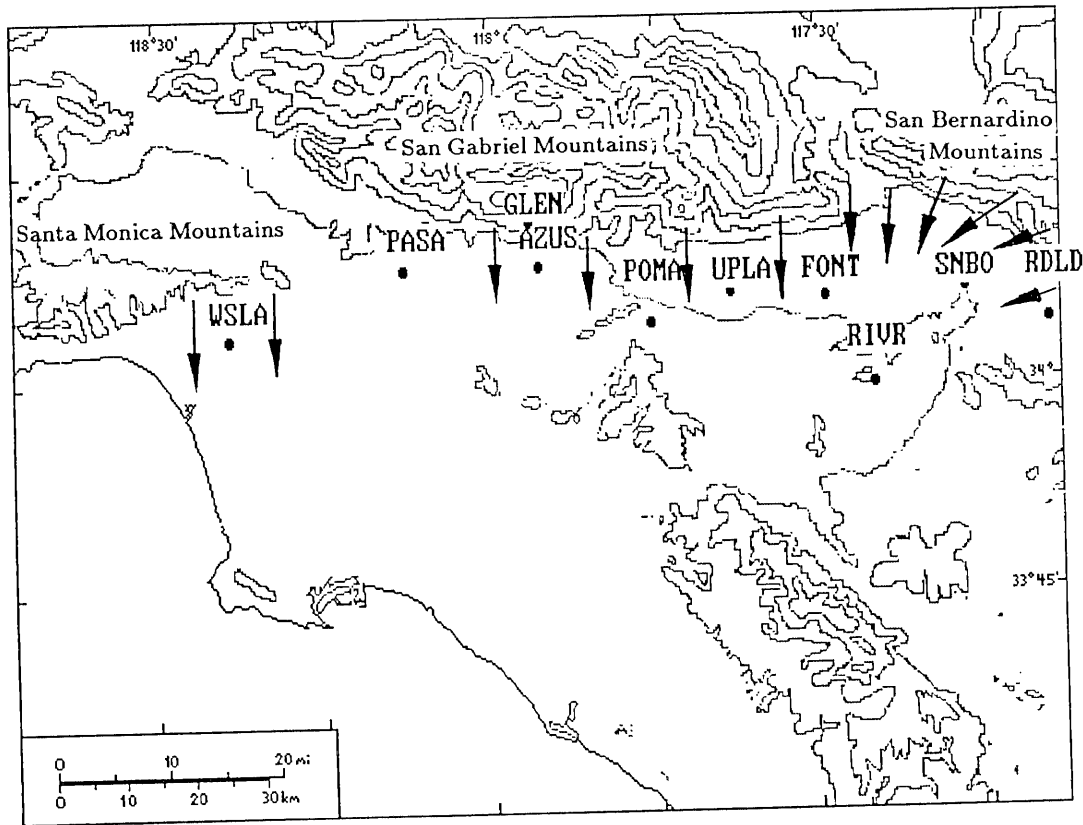 118°30'
118°
117°30'
San Bernardino
Mountains
San Gabriel Mountains
GLEN
Santa Monica Mountains
PASA
AZUS
POMA
UPLA
FONT
SNBO
RDLD
WSLA
RIVR
34°
33°45'
0 10 20 mi
0 10 20 30 km